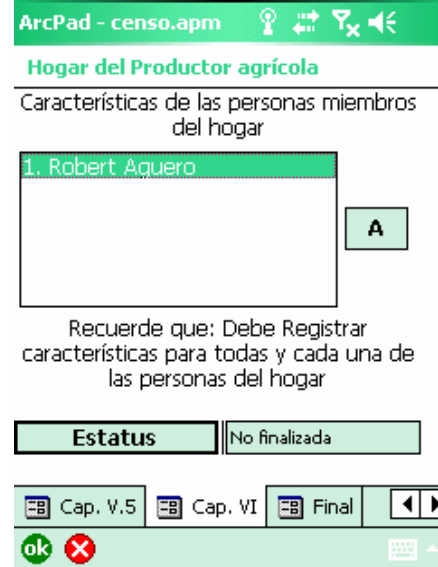 ArcPad - censo.apm
Hogar del Productor agrícola
Características de las personas miembros
del hogar
1. Robert Aguero
A
Recuerde que: Debe Registrar
características para todas y cada una de
las personas del hogar
Estatus No finalizada
Cap. V.5 Cap. VI Final
ok